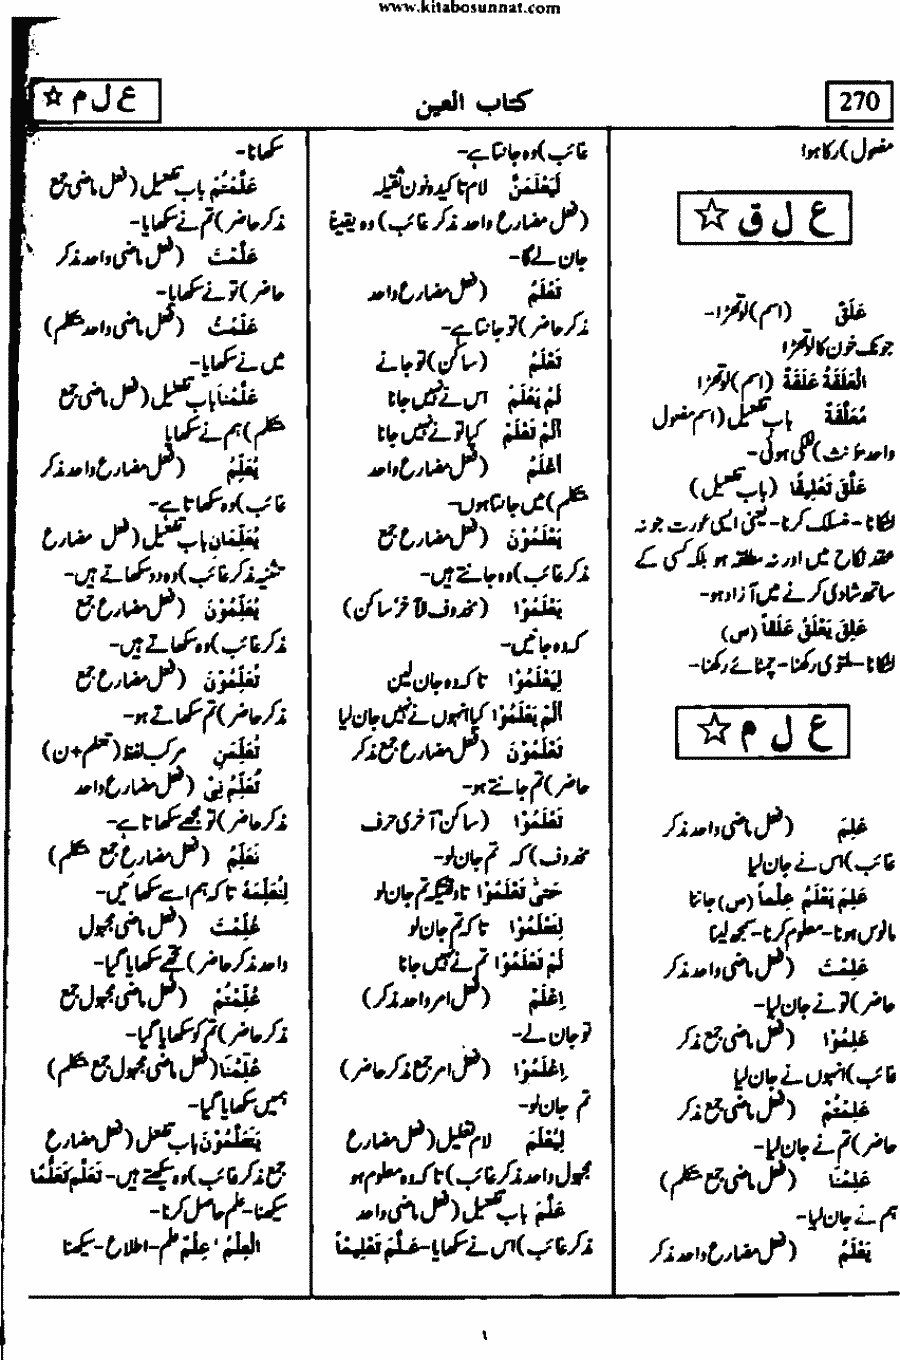 www.kitabosunnat.com
270
کتاب العین
ع ل م ☆
مفعول) رکا ہوا
ع ل ق ☆
عَلَقٌ (اسم) لوتھڑا۔
جونک خون کا لوتھڑا
الْعَلَقَةُ عَلَقَةٌ (اسم) لوتھڑا
مُعَلَّقَةٌ باب تفعیل (اسم مفعول
واحد مؤنث) لٹکی ہوئی۔
عَلَّقَ تَعْلِیْقًا (باب تفعیل)
لٹکانا۔ منسلک کرنا۔ یعنی ایسی عورت جو نہ
عقد نکاح میں اور نہ مطلقہ ہو بلکہ کسی کے
ساتھ شادی کرنے میں آزاد ہو۔
عَلِقَ یَعْلَقُ عَلَقاً (س)
لٹکانا۔ ملتوی رکھنا۔ چمٹائے رکھنا۔
ع ل م ☆
عَلِمَ (فعل ماضی واحد مذکر
غائب) اس نے جان لیا
عَلِمَ یَعْلَمُ عِلْماً (س) جاننا
مانوس ہونا۔ معلوم کرنا۔ سمجھ لینا
عَلِمْتَ (فعل ماضی واحد مذکر
حاضر) تو نے جان لیا۔
عَلِمُوْا (فعل ماضی جمع مذکر
غائب) انہوں نے جان لیا
عَلِمْتُمْ (فعل ماضی جمع مذکر
حاضر) تم نے جان لیا۔
عَلِمْنَا (فعل ماضی جمع متکلم)
ہم نے جان لیا۔
یَعْلَمُ (فعل مضارع واحد مذکر
غائب) وہ جانتا ہے۔
لَیَعْلَمَنَّ لام تاکید و نون ثقیلہ
(فعل مضارع واحد مذکر غائب) وہ یقیناً
جان لے گا۔
تَعْلَمُ (فعل مضارع واحد
مذکر حاضر) تو جانتا ہے۔
تَعْلَمْ (ساکن) تو جانے
لَمْ یَعْلَمْ اس نے نہیں جانا
اَلَمْ تَعْلَمْ کیا تو نے نہیں جانا
اَعْلَمُ (فعل مضارع واحد
متکلم) میں جانتا ہوں۔
یَعْلَمُوْنَ (فعل مضارع جمع
مذکر غائب) وہ جانتے ہیں۔
یَعْلَمُوْا (محذوف الآخر ساکن)
کہ وہ جانیں۔
لِیَعْلَمُوْا تا کہ وہ جان لیں
اَلَمْ یَعْلَمُوْا کیا انہوں نے نہیں جان لیا
تَعْلَمُوْنَ (فعل مضارع جمع مذکر
حاضر) تم جانتے ہو۔
تَعْلَمُوْا (ساکن آخری حرف
محذوف) کہ تم جان لو۔
حَتّٰی تَعْلَمُوْا تاوقتیکہ تم جان لو
لِتَعْلَمُوْا تا کہ تم جان لو
لَمْ تَعْلَمُوْا تم نے نہیں جانا
اِعْلَمْ (فعل امر واحد مذکر)
تو جان لے۔
اِعْلَمُوْا (فعل امر جمع مذکر حاضر)
تم جان لو۔
لِیُعْلَمَ لام تعلیل (فعل مضارع
مجہول واحد مذکر غائب) تا کہ وہ معلوم ہو
عَلَّمَ باب تفعیل (فعل ماضی واحد
مذکر غائب) اس نے سکھایا۔ عَلَّمَ تَعْلِیْماً
سکھانا۔
عَلَّمْتُمْ باب تفعیل (فعل ماضی جمع
مذکر حاضر) تم نے سکھایا۔
عَلَّمْتَ (فعل ماضی واحد مذکر
حاضر) تو نے سکھایا۔
عَلَّمْتُ (فعل ماضی واحد متکلم)
میں نے سکھایا۔
عَلَّمْنَا باب تفعیل (فعل ماضی جمع
متکلم) ہم نے سکھایا
یُعَلِّمُ (فعل مضارع واحد مذکر
غائب) وہ سکھاتا ہے۔
یُعَلِّمَانِ باب تفعیل (فعل مضارع
تثنیہ مذکر غائب) وہ دو سکھاتے ہیں۔
یُعَلِّمُوْنَ (فعل مضارع جمع
مذکر غائب) وہ سکھاتے ہیں۔
تُعَلِّمُوْنَ (فعل مضارع جمع
مذکر حاضر) تم سکھاتے ہو۔
تُعَلِّمَنِ مرکب لفظ (تعلم+ن)
تُعَلِّمُ نِیْ (فعل مضارع واحد
مذکر حاضر) تو مجھے سکھاتا ہے۔
نُعَلِّمُ (فعل مضارع جمع متکلم)
لِنُعَلِّمَهٗ تا کہ ہم اسے سکھائیں۔
عُلِّمْتَ (فعل ماضی مجہول
واحد مذکر حاضر) تجھے سکھایا گیا۔
عُلِّمْتُمْ (فعل ماضی مجہول جمع
مذکر حاضر) تم کو سکھایا گیا۔
عُلِّمْنَا (فعل ماضی مجہول جمع متکلم)
ہمیں سکھایا گیا۔
یَتَعَلَّمُوْنَ باب تفعل (فعل مضارع
جمع مذکر غائب) وہ سیکھتے ہیں۔ تَعَلَّمَ تَعَلُّمًا
سیکھنا۔ علم حاصل کرنا۔
الْعِلْمُ ' عِلْمٌ علم۔ اطلاع۔ سیکھنا
۱